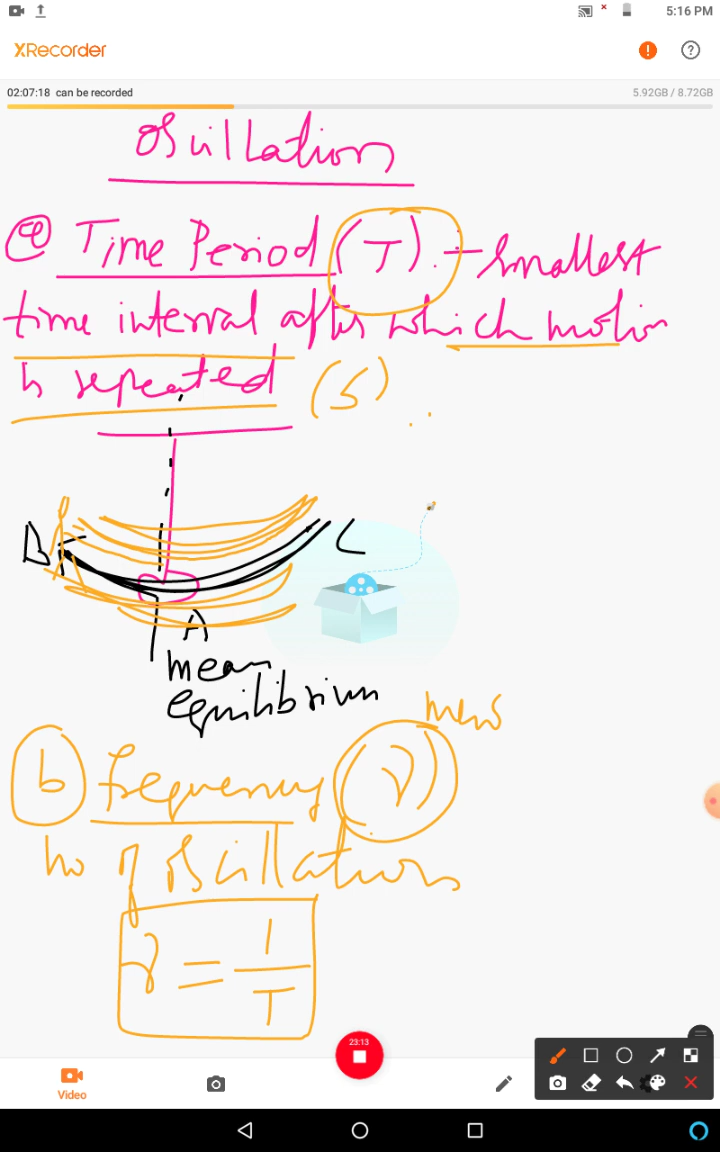 5:16 PM
XRecorder
02:07:18 can be recorded
5.92GB / 8.72GB
Oscillation
@ Time Period (T) :- Smallest
time interval after which motion
is repeated (S)
B
C
A
mean
equilibrium
b frequency (ν)
no of oscillations
ν = 1/T
23:13
Video